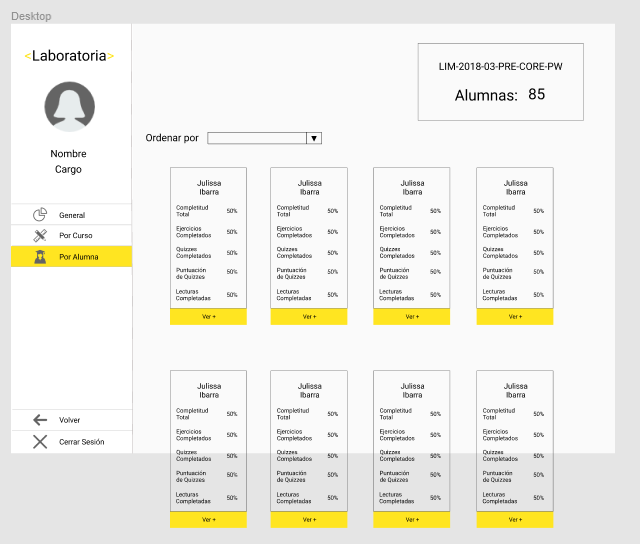 Desktop
<Laboratoria>
Nombre
Cargo
General
Por Curso
Por Alumna
Volver
Cerrar Sesión
LIM-2018-03-PRE-CORE-PW
Alumnas: 85
Ordenar por ▼
Julissa
Ibarra
Completitud
Total 50%
Ejercicios
Completados 50%
Quizzes
Completados 50%
Puntuación
de Quizzes 50%
Lecturas
Completadas 50%
Ver +
Julissa
Ibarra
Completitud
Total 50%
Ejercicios
Completados 50%
Quizzes
Completados 50%
Puntuación
de Quizzes 50%
Lecturas
Completadas 50%
Ver +
Julissa
Ibarra
Completitud
Total 50%
Ejercicios
Completados 50%
Quizzes
Completados 50%
Puntuación
de Quizzes 50%
Lecturas
Completadas 50%
Ver +
Julissa
Ibarra
Completitud
Total 50%
Ejercicios
Completados 50%
Quizzes
Completados 50%
Puntuación
de Quizzes 50%
Lecturas
Completadas 50%
Ver +
Julissa
Ibarra
Completitud
Total 50%
Ejercicios
Completados 50%
Quizzes
Completados 50%
Puntuación
de Quizzes 50%
Lecturas
Completadas 50%
Ver +
Julissa
Ibarra
Completitud
Total 50%
Ejercicios
Completados 50%
Quizzes
Completados 50%
Puntuación
de Quizzes 50%
Lecturas
Completadas 50%
Ver +
Julissa
Ibarra
Completitud
Total 50%
Ejercicios
Completados 50%
Quizzes
Completados 50%
Puntuación
de Quizzes 50%
Lecturas
Completadas 50%
Ver +
Julissa
Ibarra
Completitud
Total 50%
Ejercicios
Completados 50%
Quizzes
Completados 50%
Puntuación
de Quizzes 50%
Lecturas
Completadas 50%
Ver +